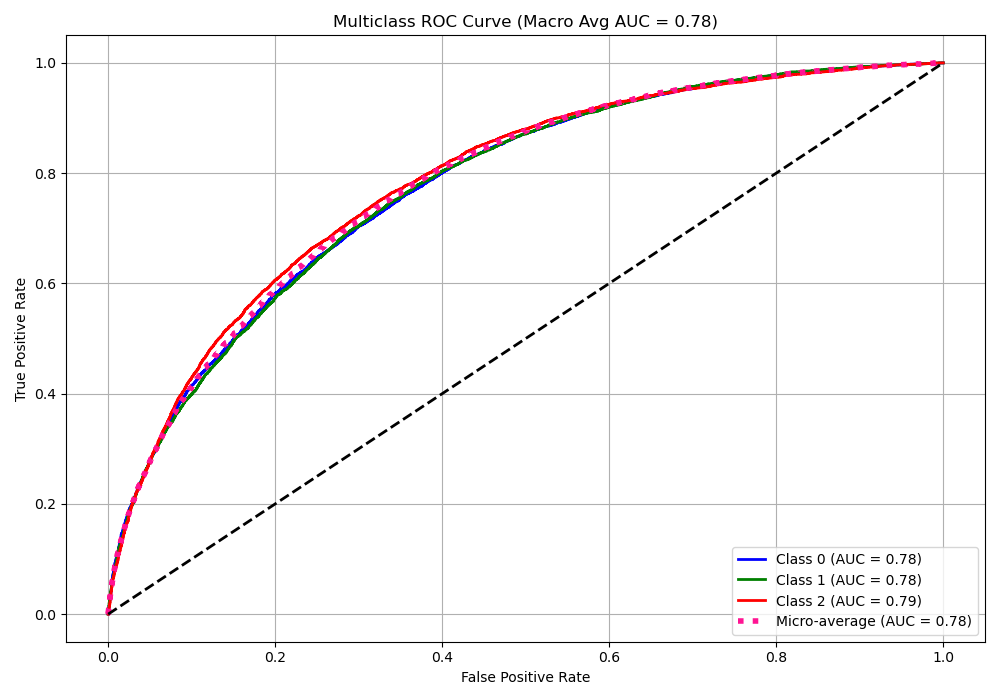 Multiclass ROC Curve (Macro Avg AUC = 0.78)
True Positive Rate
1.0
0.8
0.6
0.4
0.2
0.0
0.0 0.2 0.4 0.6 0.8 1.0
False Positive Rate
Class 0 (AUC = 0.78)
Class 1 (AUC = 0.78)
Class 2 (AUC = 0.79)
Micro-average (AUC = 0.78)